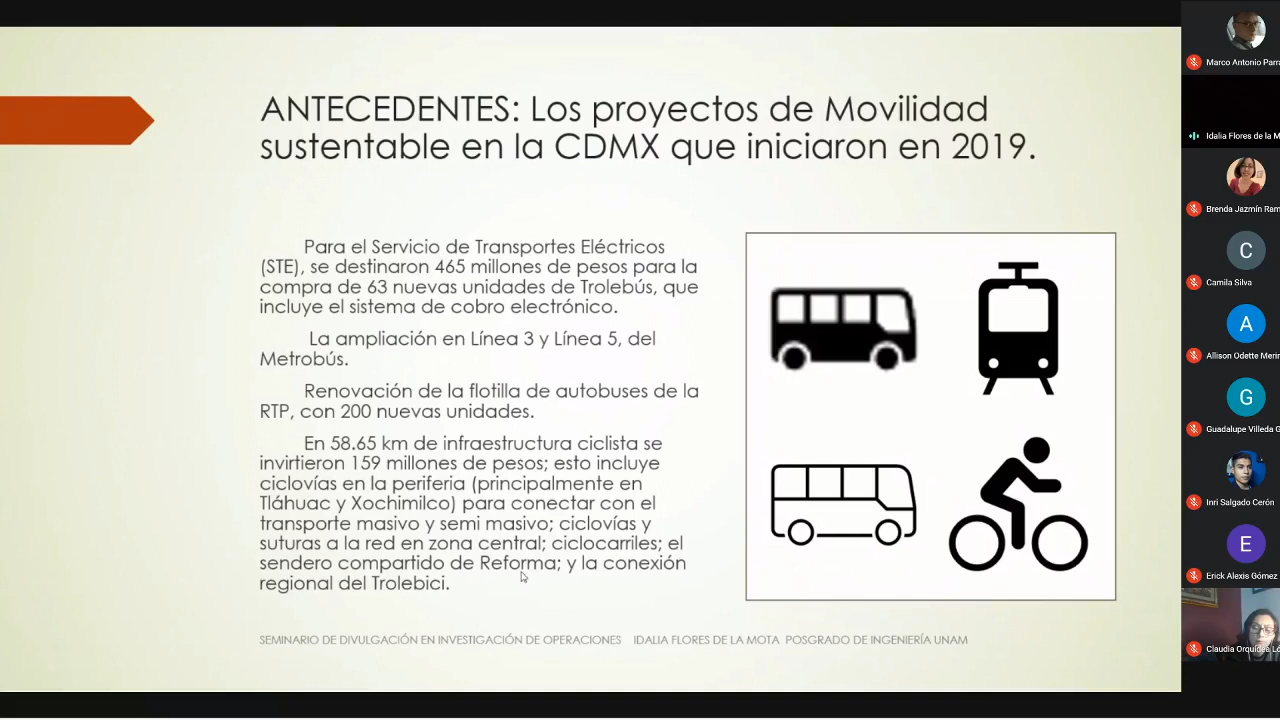 ANTECEDENTES: Los proyectos de Movilidad
sustentable en la CDMX que iniciaron en 2019.
Para el Servicio de Transportes Eléctricos
(STE), se destinaron 465 millones de pesos para la
compra de 63 nuevas unidades de Trolebús, que
incluye el sistema de cobro electrónico.
La ampliación en Línea 3 y Línea 5, del
Metrobús.
Renovación de la flotilla de autobuses de la
RTP, con 200 nuevas unidades.
En 58.65 km de infraestructura ciclista se
invirtieron 159 millones de pesos; esto incluye
ciclovías en la periferia (principalmente en
Tláhuac y Xochimilco) para conectar con el
transporte masivo y semi masivo; ciclovías y
suturas a la red en zona central; ciclocarriles; el
sendero compartido de Reforma; y la conexión
regional del Trolebici.
SEMINARIO DE DIVULGACIÓN EN INVESTIGACIÓN DE OPERACIONES IDALIA FLORES DE LA MOTA POSGRADO DE INGENIERÍA UNAM
Marco Antonio Parra
Idalia Flores de la M
Brenda Jazmín Ram
C
Camila Silva
A
Allison Odette Merin
G
Guadalupe Villeda G
Inri Salgado Cerón
E
Erick Alexis Gómez
Claudia Orquídea Ló